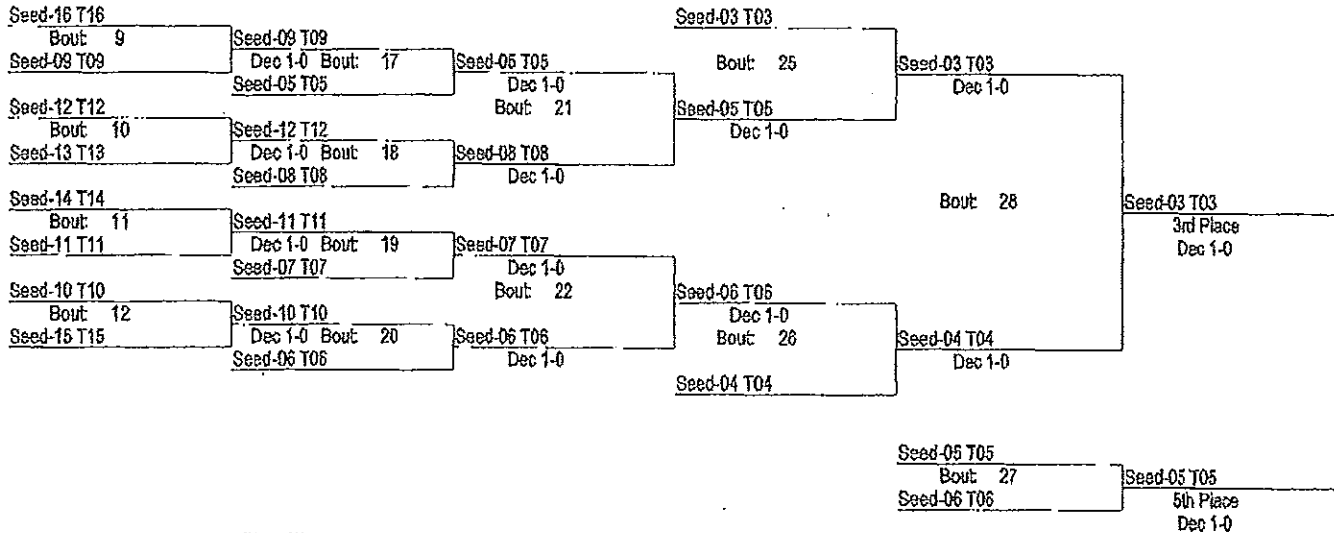 Seed-16 T16
Bout: 9
Seed-09 T09
Seed-12 T12
Bout: 10
Seed-13 T13
Seed-14 T14
Bout: 11
Seed-11 T11
Seed-10 T10
Bout: 12
Seed-15 T15
Seed-09 T09
Dec 1-0 Bout: 17
Seed-05 T05
Seed-12 T12
Dec 1-0 Bout: 18
Seed-08 T08
Seed-11 T11
Dec 1-0 Bout: 19
Seed-07 T07
Seed-10 T10
Dec 1-0 Bout: 20
Seed-06 T06
Seed-05 T05
Dec 1-0
Bout: 21
Seed-08 T08
Dec 1-0
Seed-07 T07
Dec 1-0
Bout: 22
Seed-06 T06
Dec 1-0
Seed-03 T03
Bout: 25
Seed-05 T05
Dec 1-0
Seed-06 T06
Dec 1-0
Bout: 26
Seed-04 T04
Seed-03 T03
Dec 1-0
Bout: 28
Seed-04 T04
Dec 1-0
Seed-03 T03
3rd Place
Dec 1-0
Seed-05 T05
Bout: 27
Seed-06 T06
Seed-05 T05
5th Place
Dec 1-0